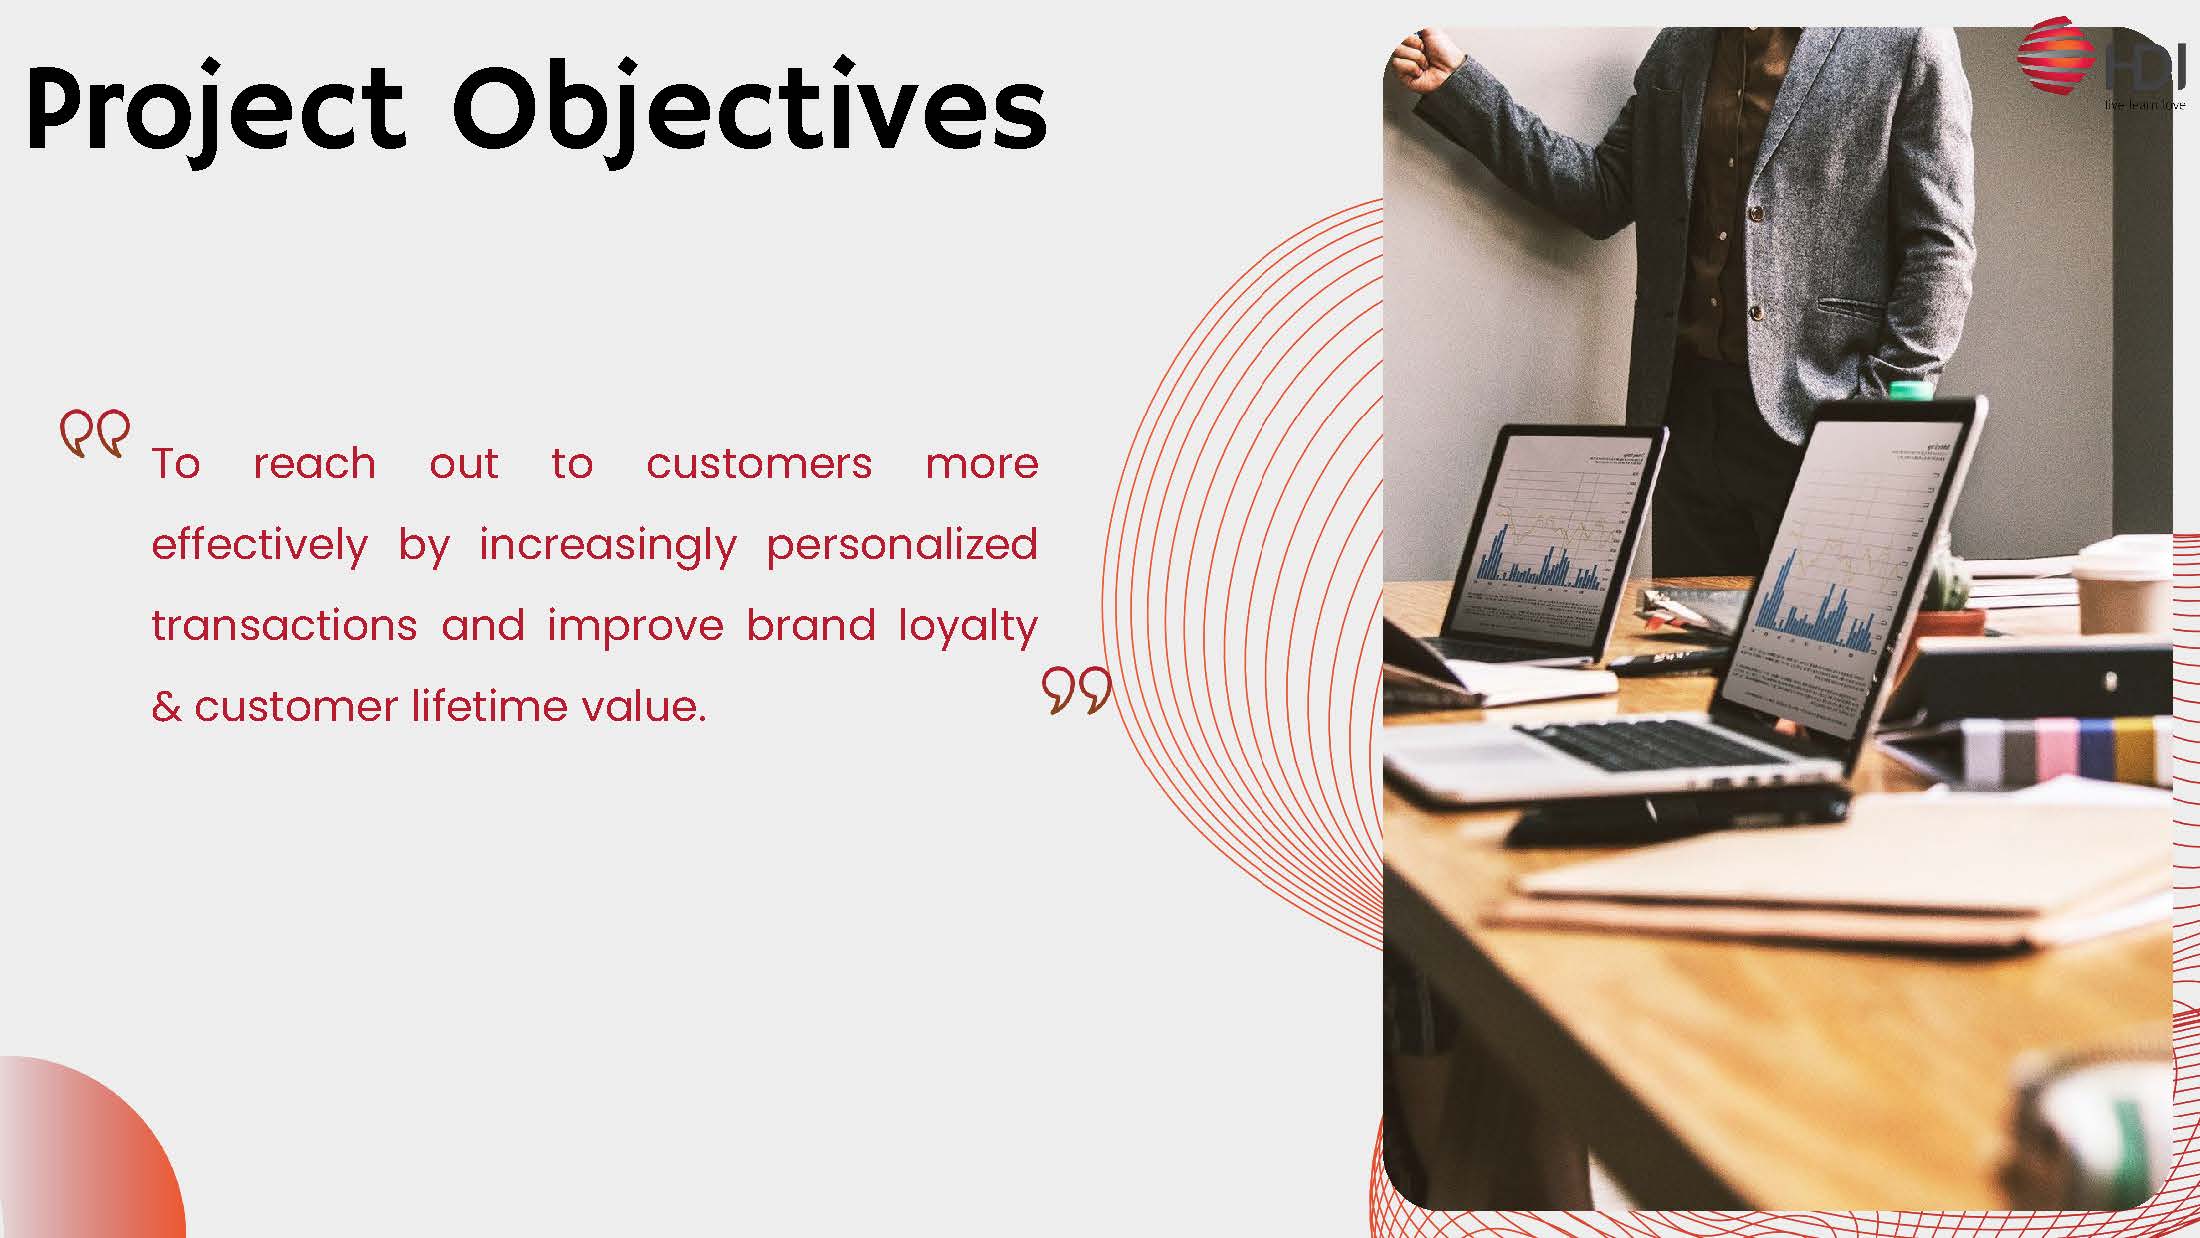 Project Objectives
HDI
live learn love
To reach out to customers more
effectively by increasingly personalized
transactions and improve brand loyalty
& customer lifetime value.